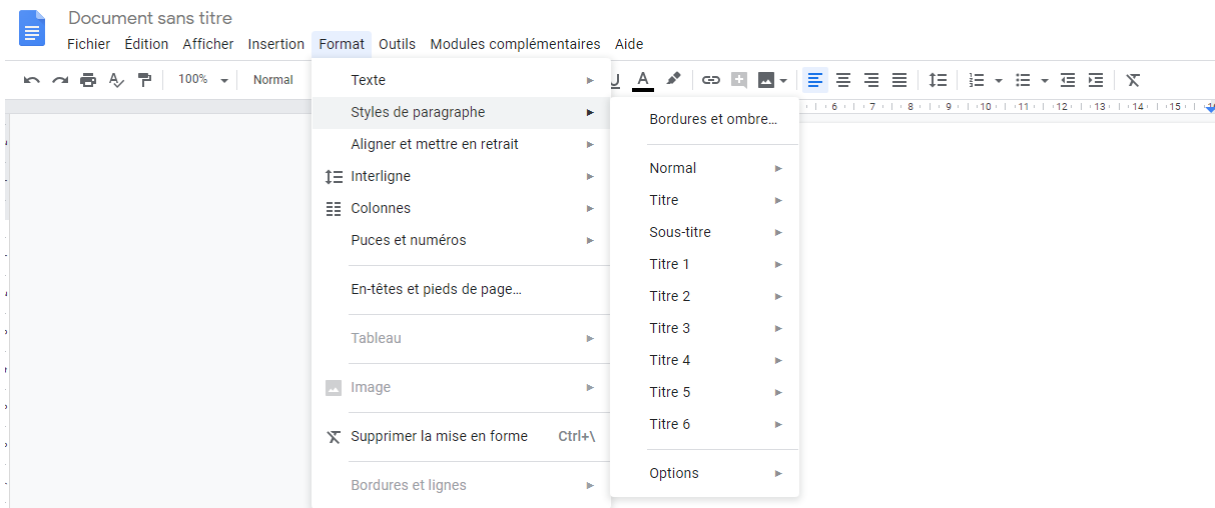 Document sans titre
Fichier Édition Afficher Insertion Format Outils Modules complémentaires Aide
100% Normal A
6 7 8 9 10 11 12 13 14 15
Texte
Styles de paragraphe
Aligner et mettre en retrait
Interligne
Colonnes
Puces et numéros
En-têtes et pieds de page…
Tableau
Image
Supprimer la mise en forme Ctrl+\
Bordures et lignes
Bordures et ombre…
Normal
Titre
Sous-titre
Titre 1
Titre 2
Titre 3
Titre 4
Titre 5
Titre 6
Options